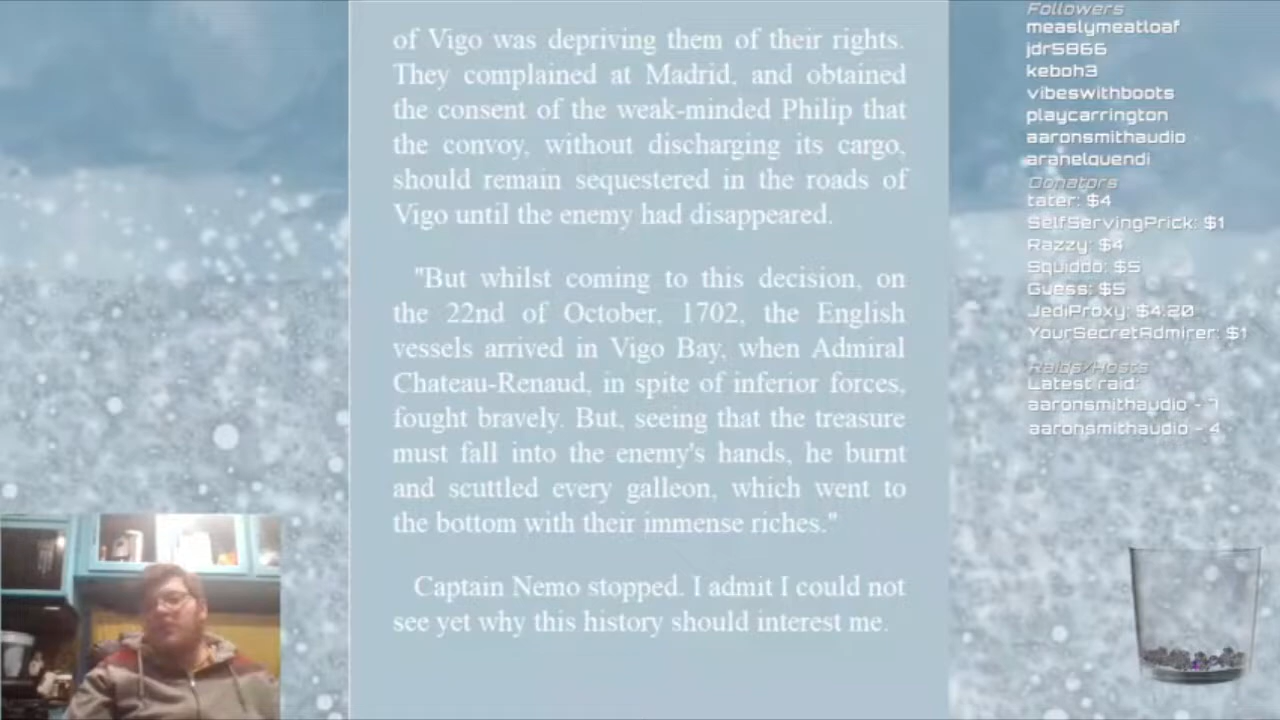 of Vigo was depriving them of their rights.
They complained at Madrid, and obtained
the consent of the weak-minded Philip that
the convoy, without discharging its cargo,
should remain sequestered in the roads of
Vigo until the enemy had disappeared.
"But whilst coming to this decision, on
the 22nd of October, 1702, the English
vessels arrived in Vigo Bay, when Admiral
Chateau-Renaud, in spite of inferior forces,
fought bravely. But, seeing that the treasure
must fall into the enemy's hands, he burnt
and scuttled every galleon, which went to
the bottom with their immense riches."
Captain Nemo stopped. I admit I could not
see yet why this history should interest me.
Followers
measlymeatloaf
jdr5866
keboh3
vibeswithboots
playcarrington
aaronsmithaudio
aranelquendi
Donators
tater: $4
SelfServingPrick: $1
Razzy: $4
Squiddo: $5
Guess: $5
JediProxy: $4.20
YourSecretAdmirer: $1
Raids/Hosts
Latest raid:
aaronsmithaudio - 7
aaronsmithaudio - 4